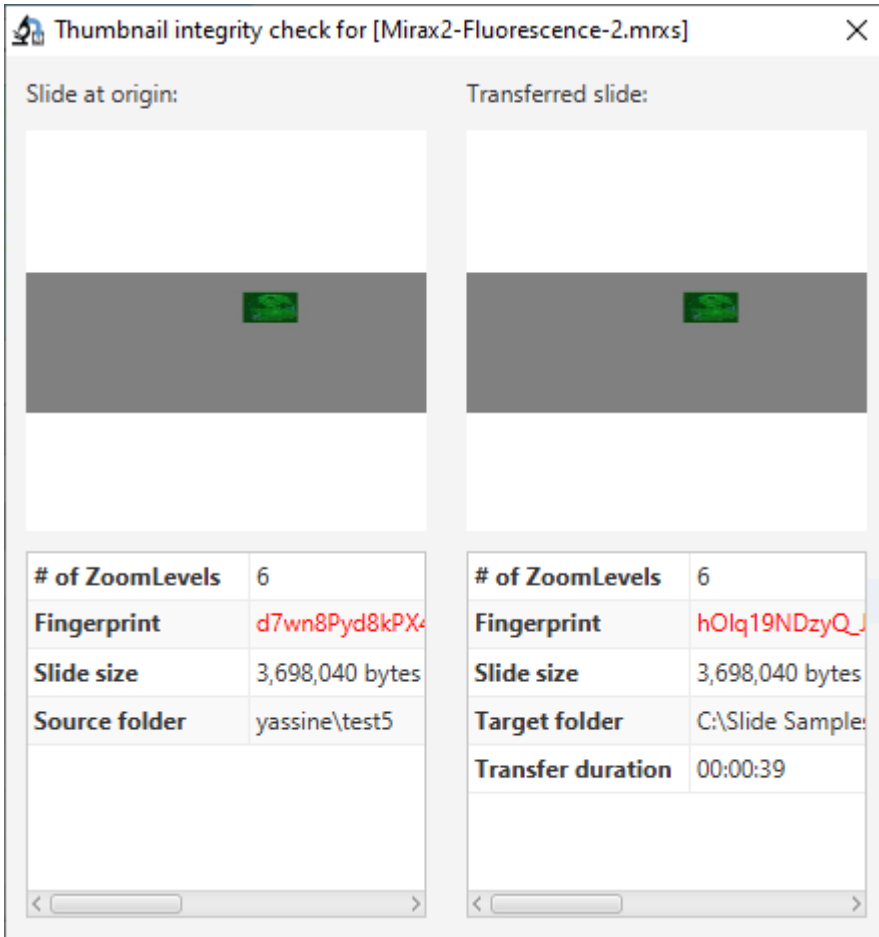 Thumbnail integrity check for [Mirax2-Fluorescence-2.mrxs]
Slide at origin:
Transferred slide:
# of ZoomLevels 6
Fingerprint d7wn8Pyd8kPX4
Slide size 3,698,040 bytes
Source folder yassine\test5
# of ZoomLevels 6
Fingerprint hOIq19NDzyQ_J
Slide size 3,698,040 bytes
Target folder C:\Slide Samples
Transfer duration 00:00:39